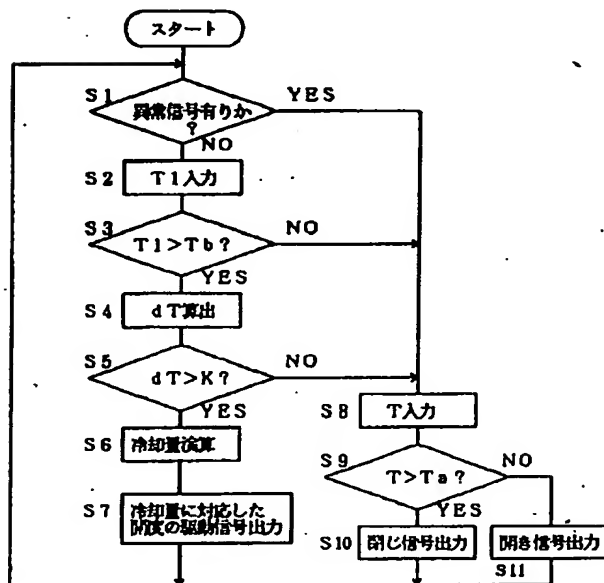 スタート
S1
異常信号有りか
?
YES
NO
S2
T1入力
S3
T1>Tb?
NO
YES
S4
dT算出
S5
dT>K?
NO
YES
S6
冷却量演算
S7
冷却量に対応した
開度の駆動信号出力
S8
T入力
S9
T>Ta?
NO
YES
S10
閉じ信号出力
開き信号出力
S11